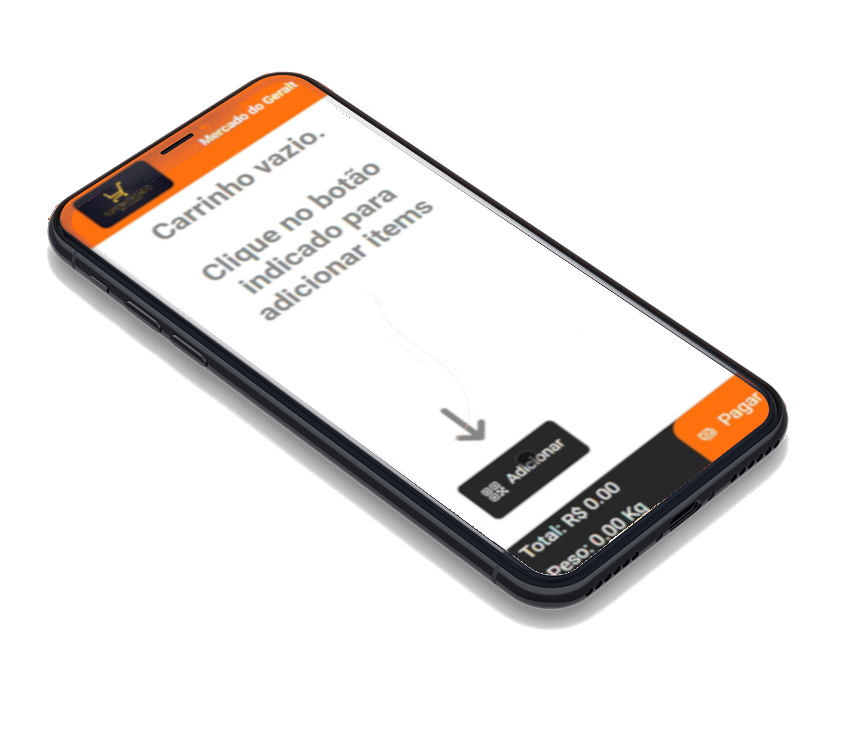 Mercado do Geralt
Carrinho vazio.
Clique no botão
indicado para
adicionar items
Adicionar
Total: R$ 0.00
Peso: 0.00 Kg
Pagar